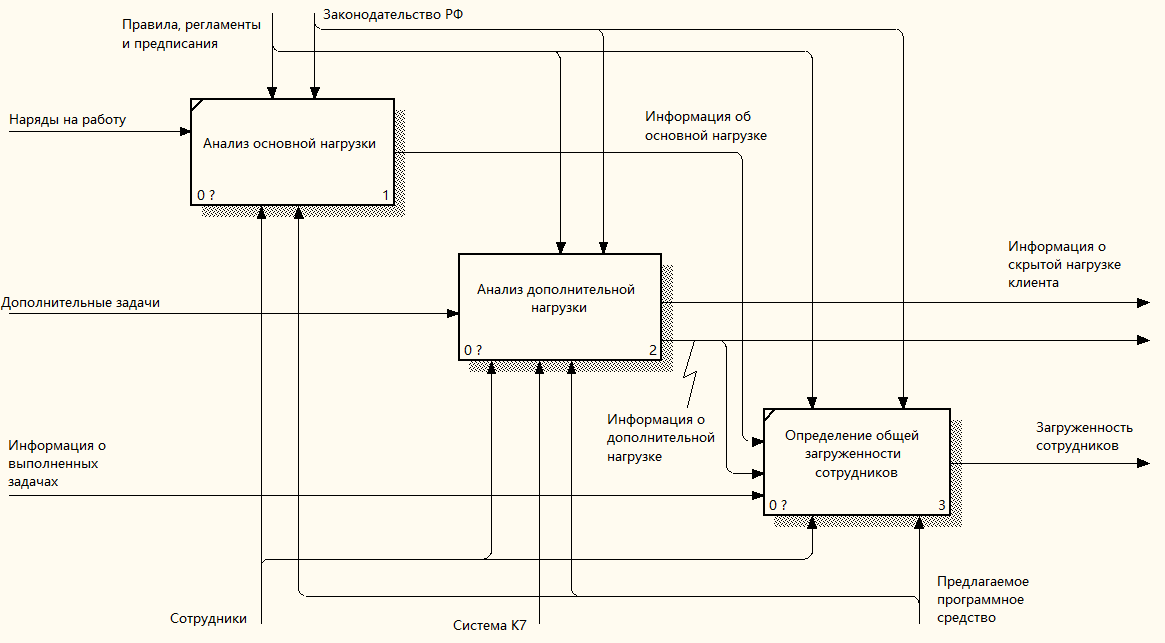 Законодательство РФ
Правила, регламенты
и предписания
Наряды на работу
Анализ основной нагрузки
0 ?
1
Информация об
основной нагрузке
Дополнительные задачи
Анализ дополнительной
нагрузки
0 ?
2
Информация о
скрытой нагрузке
клиента
Информация о
дополнительной
нагрузке
Информация о
выполненных
задачах
Определение общей
загруженности
сотрудников
0 ?
3
Загруженность
сотрудников
Сотрудники
Система К7
Предлагаемое
программное
средство